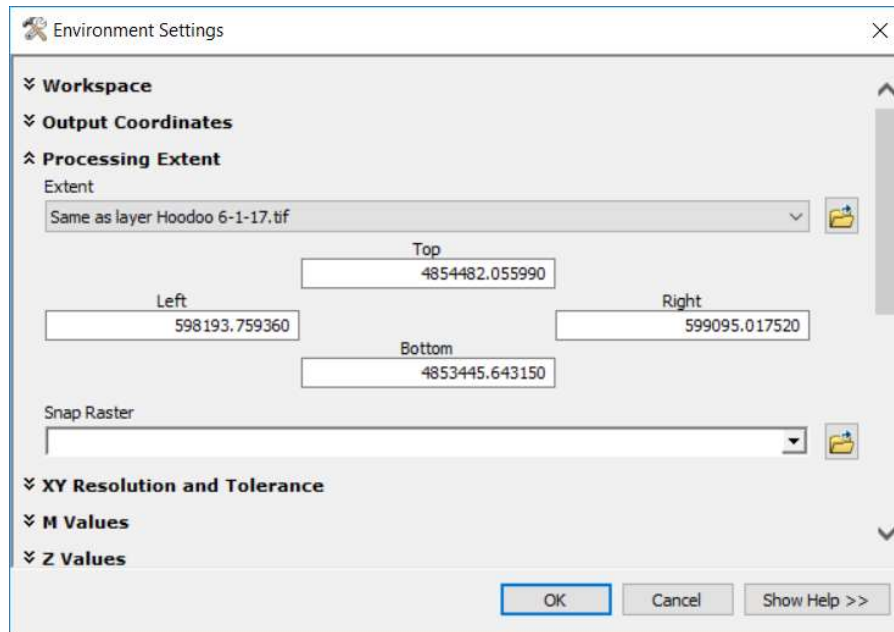 Environment Settings
Workspace
Output Coordinates
Processing Extent
Extent
Same as layer Hoodoo 6-1-17.tif
Top
4854482.055990
Left Right
598193.759360 599095.017520
Bottom
4853445.643150
Snap Raster
XY Resolution and Tolerance
M Values
Z Values
OK Cancel Show Help >>